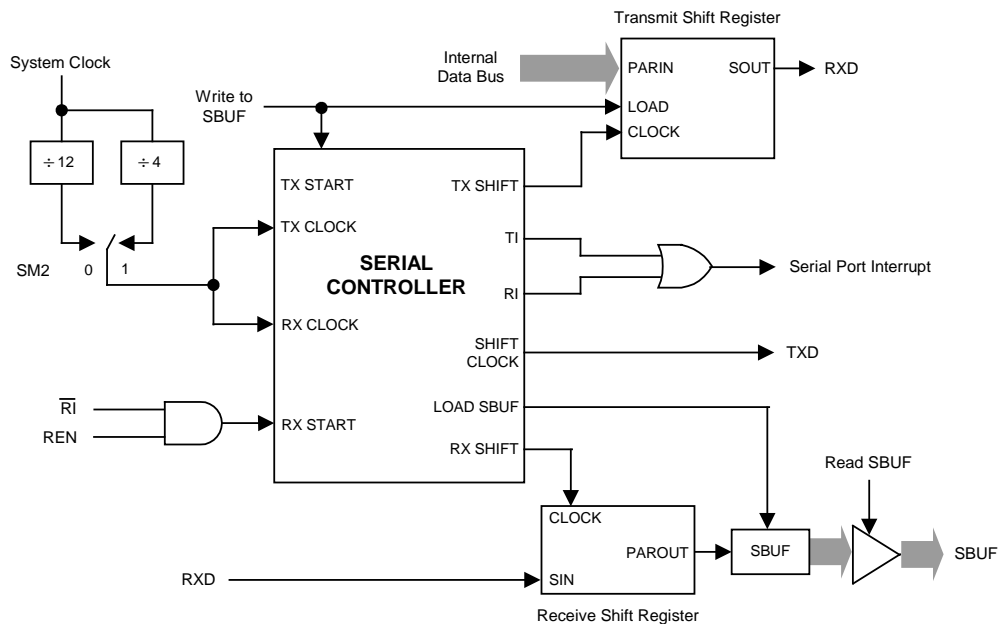 Transmit Shift Register
Internal
Data Bus
PARIN
SOUT
RXD
System Clock
Write to
SBUF
LOAD
CLOCK
÷ 12
÷ 4
TX START
TX SHIFT
TX CLOCK
TI
SM2
0
1
SERIAL
CONTROLLER
Serial Port Interrupt
RI
RX CLOCK
SHIFT
CLOCK
TXD
R̅I̅
REN
LOAD SBUF
RX START
RX SHIFT
Read SBUF
CLOCK
PAROUT
SBUF
SBUF
RXD
SIN
Receive Shift Register